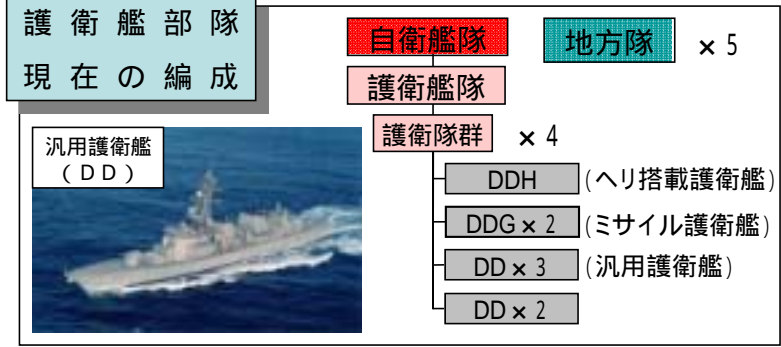 護衛艦部隊
現在の編成
自衛艦隊
地方隊 × 5
護衛艦隊
護衛隊群 × 4
汎用護衛艦
(DD)
DDH (ヘリ搭載護衛艦)
DDG × 2 (ミサイル護衛艦)
DD × 3 (汎用護衛艦)
DD × 2